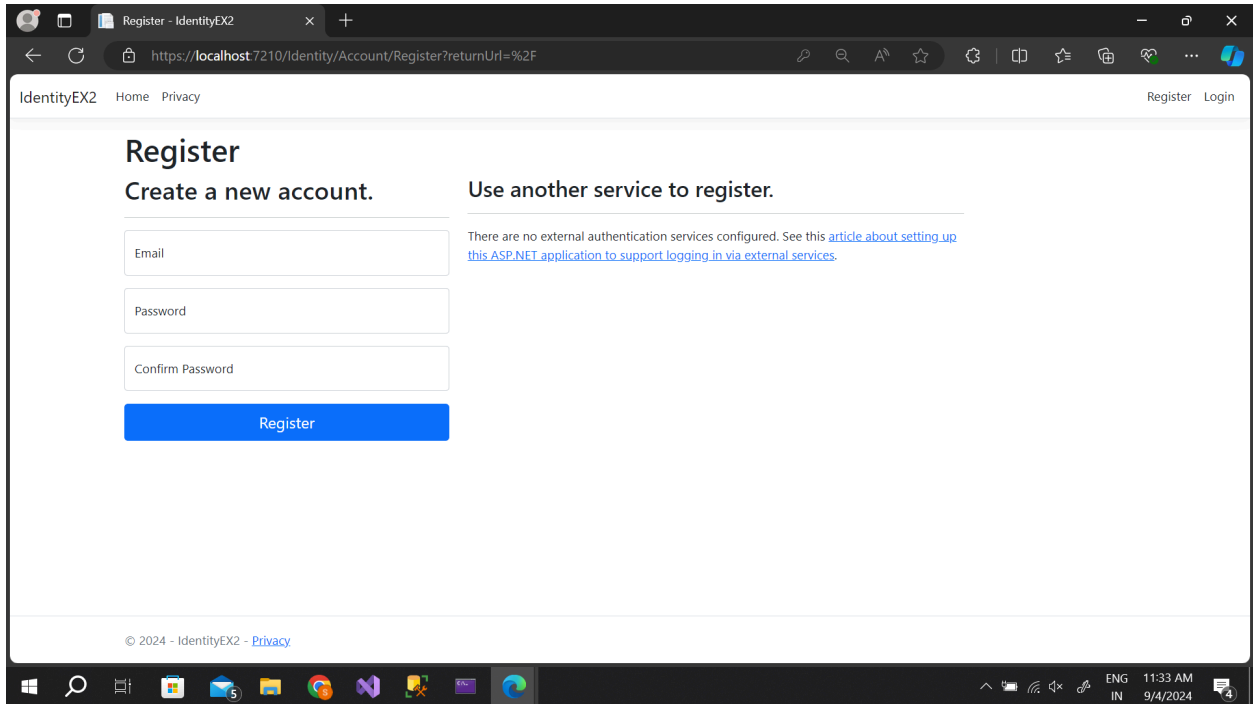 Register - IdentityEX2
https://localhost:7210/Identity/Account/Register?returnUrl=%2F
IdentityEX2 Home Privacy Register Login
Register
Create a new account.
Email
Password
Confirm Password
Register
Use another service to register.
There are no external authentication services configured. See this article about setting up
this ASP.NET application to support logging in via external services.
© 2024 - IdentityEX2 - Privacy
5
ENG 11:33 AM
IN 9/4/2024
4